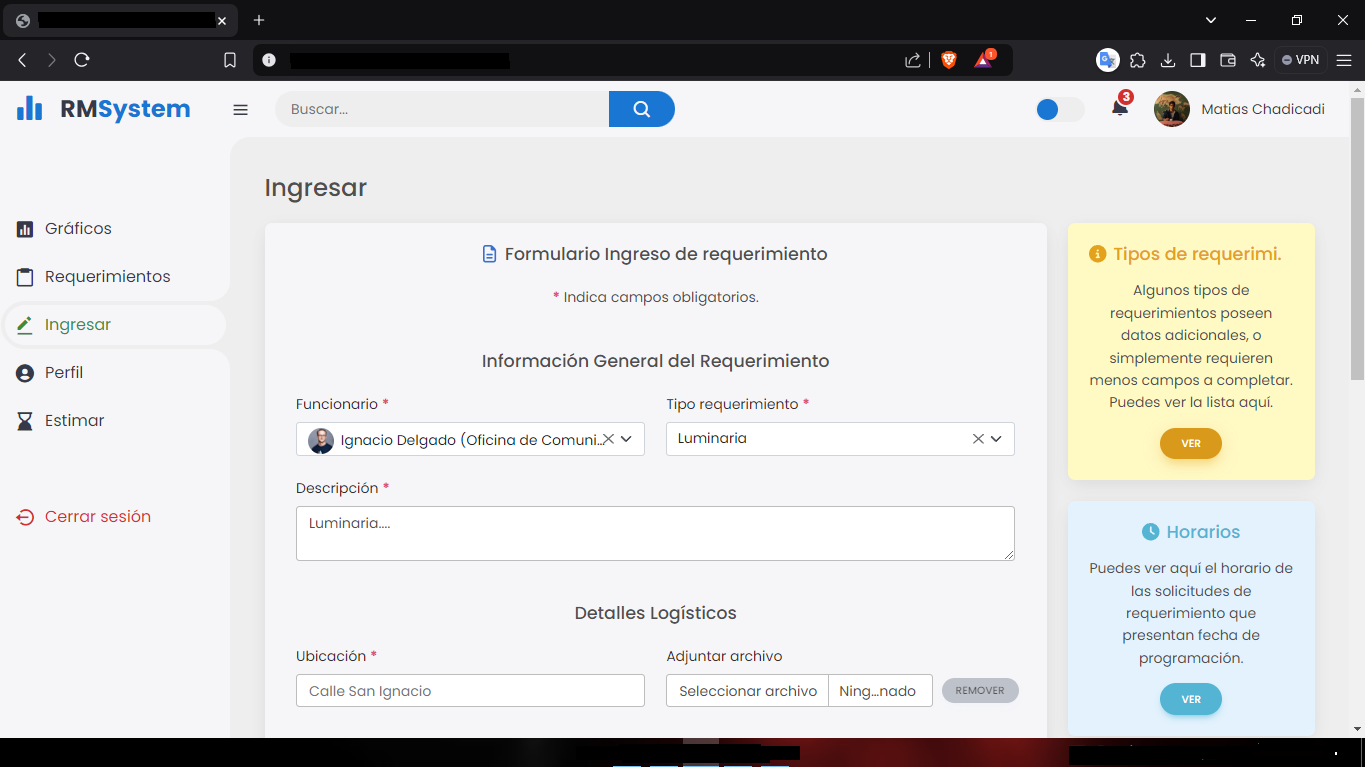 VPN
RMSystem
Buscar...
3
Matias Chadicadi
Ingresar
Gráficos
Requerimientos
Ingresar
Perfil
Estimar
Cerrar sesión
Formulario Ingreso de requerimiento
* Indica campos obligatorios.
Información General del Requerimiento
Funcionario *
Tipo requerimiento *
Ignacio Delgado (Oficina de Comuni...
Luminaria
Descripción *
Luminaria....
Detalles Logísticos
Ubicación *
Adjuntar archivo
Calle San Ignacio
Seleccionar archivo
Ning...nado
REMOVER
Tipos de requerimi.
Algunos tipos de
requerimientos poseen
datos adicionales, o
simplemente requieren
menos campos a completar.
Puedes ver la lista aquí.
VER
Horarios
Puedes ver aquí el horario de
las solicitudes de
requerimiento que
presentan fecha de
programación.
VER